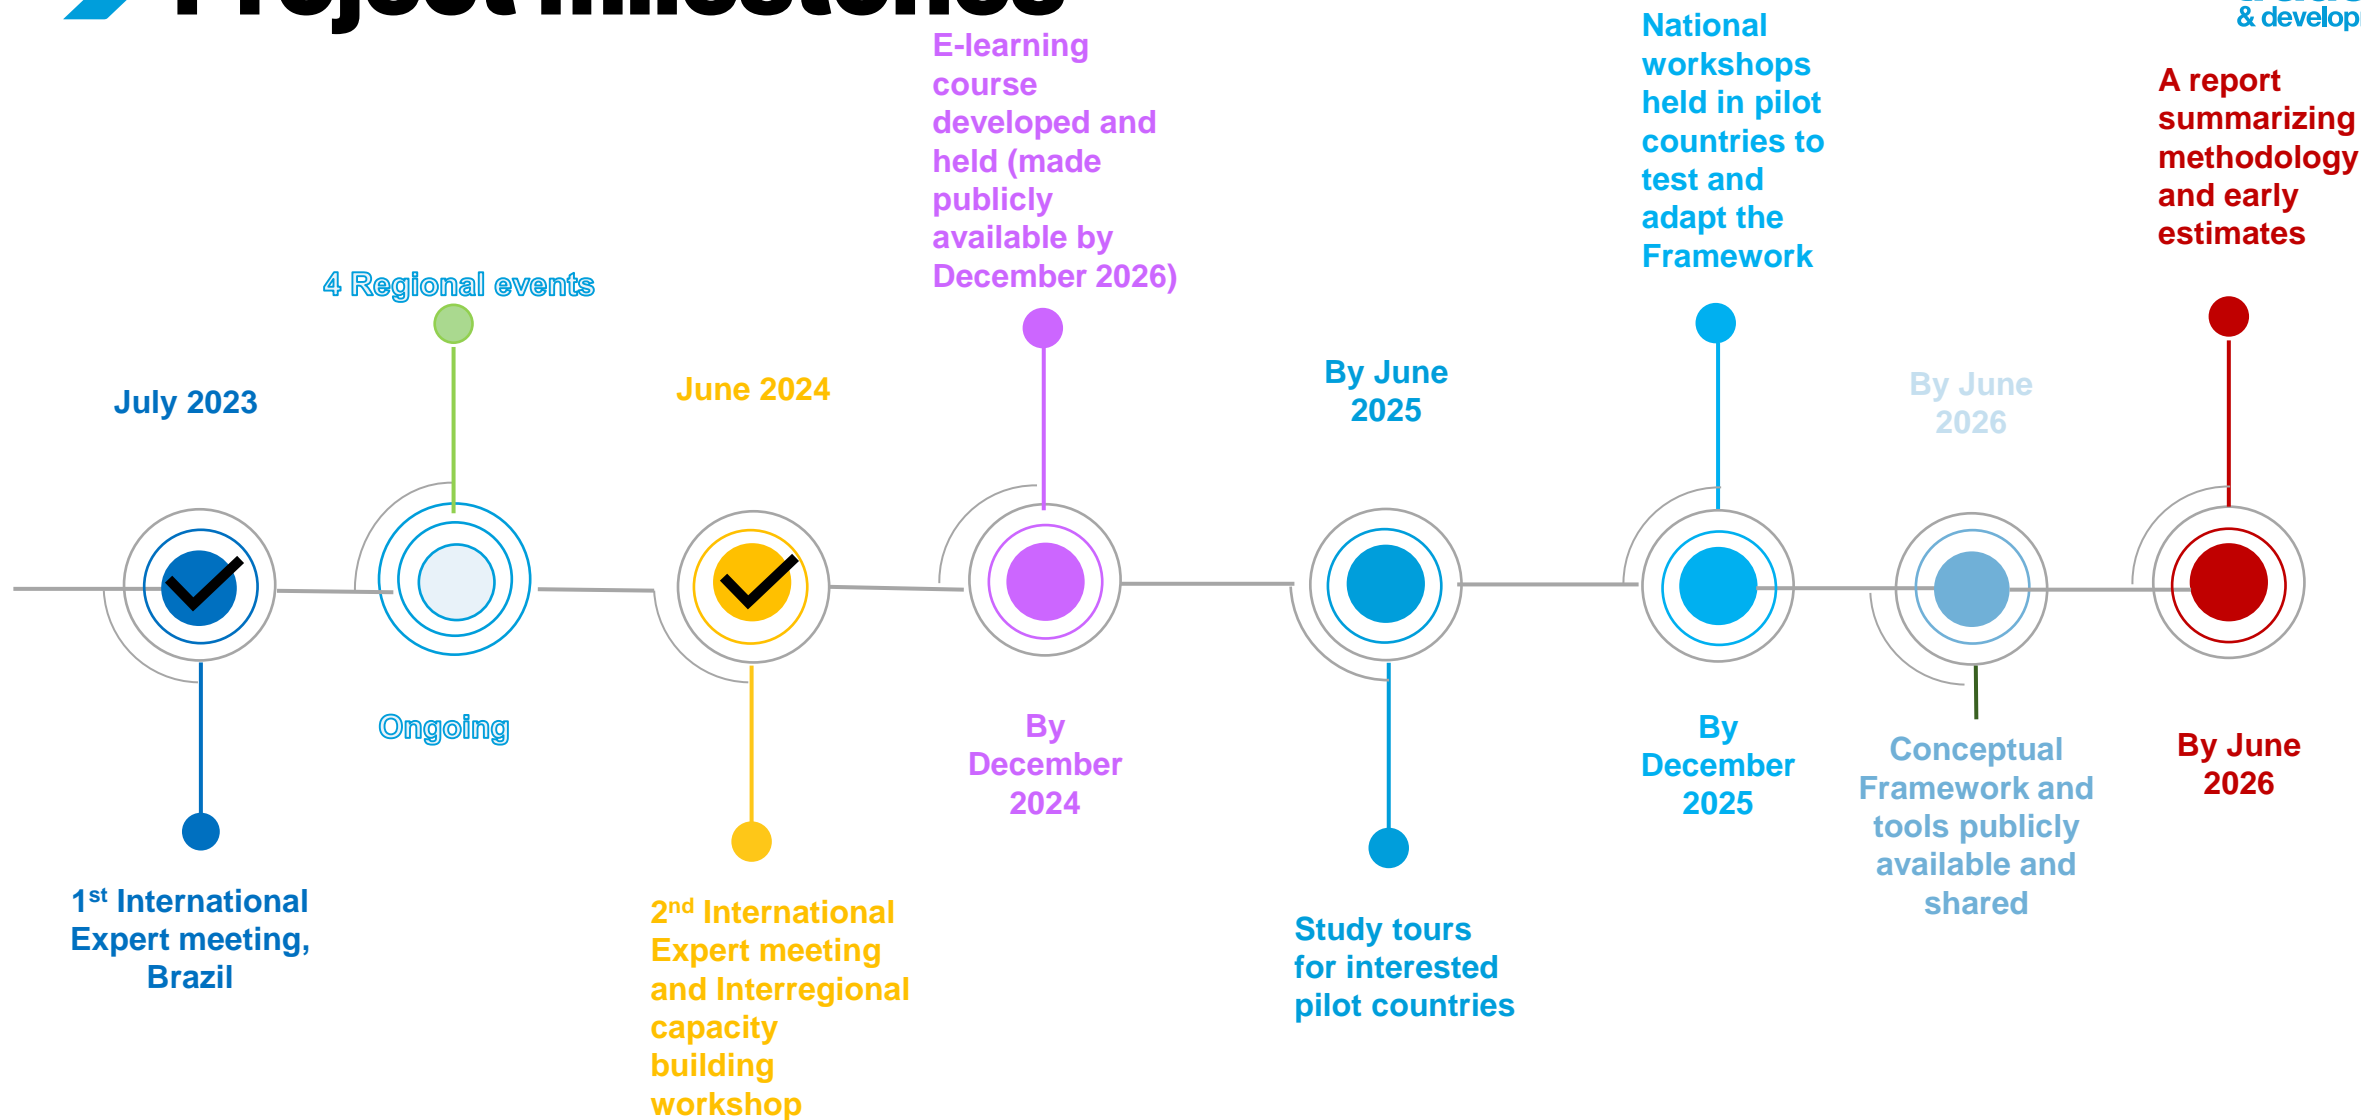 Project milestones
& develop
E-learning
course
developed and
held (made
publicly
available by
December 2026)
National
workshops
held in pilot
countries to
test and
adapt the
Framework
A report
summarizing
methodology
and early
estimates
4 Regional events
July 2023
June 2024
By June
2025
By June
2026
Ongoing
By
December
2024
By
December
2025
Conceptual
Framework and
tools publicly
available and
shared
By June
2026
1st International
Expert meeting,
Brazil
2nd International
Expert meeting
and Interregional
capacity
building
workshop
Study tours
for interested
pilot countries